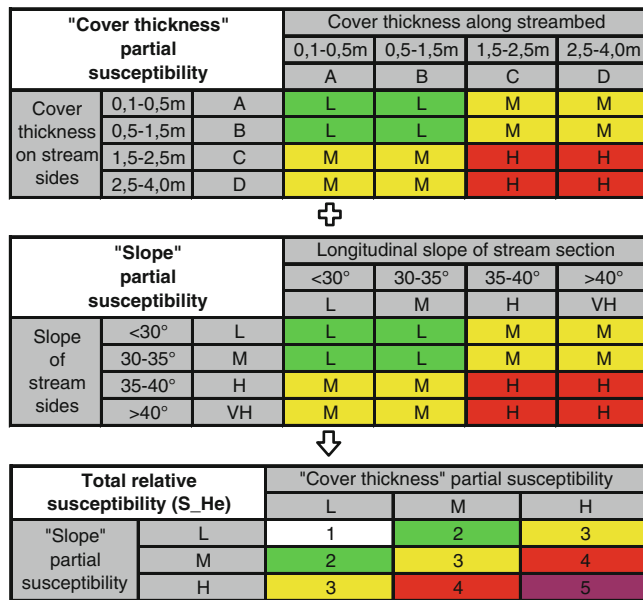 "Cover thickness" partial susceptibility Cover thickness along streambed
0,1-0,5m 0,5-1,5m 1,5-2,5m 2,5-4,0m
A B C D
Cover thickness on stream sides 0,1-0,5m A L L M M
0,5-1,5m B L L M M
1,5-2,5m C M M H H
2,5-4,0m D M M H H
"Slope" partial susceptibility Longitudinal slope of stream section
<30° 30-35° 35-40° >40°
L M H VH
Slope of stream sides <30° L L L M M
30-35° M L L M M
35-40° H M M H H
>40° VH M M H H
Total relative susceptibility (S_He) "Cover thickness" partial susceptibility
L M H
"Slope" partial susceptibility L 1 2 3
M 2 3 4
H 3 4 5